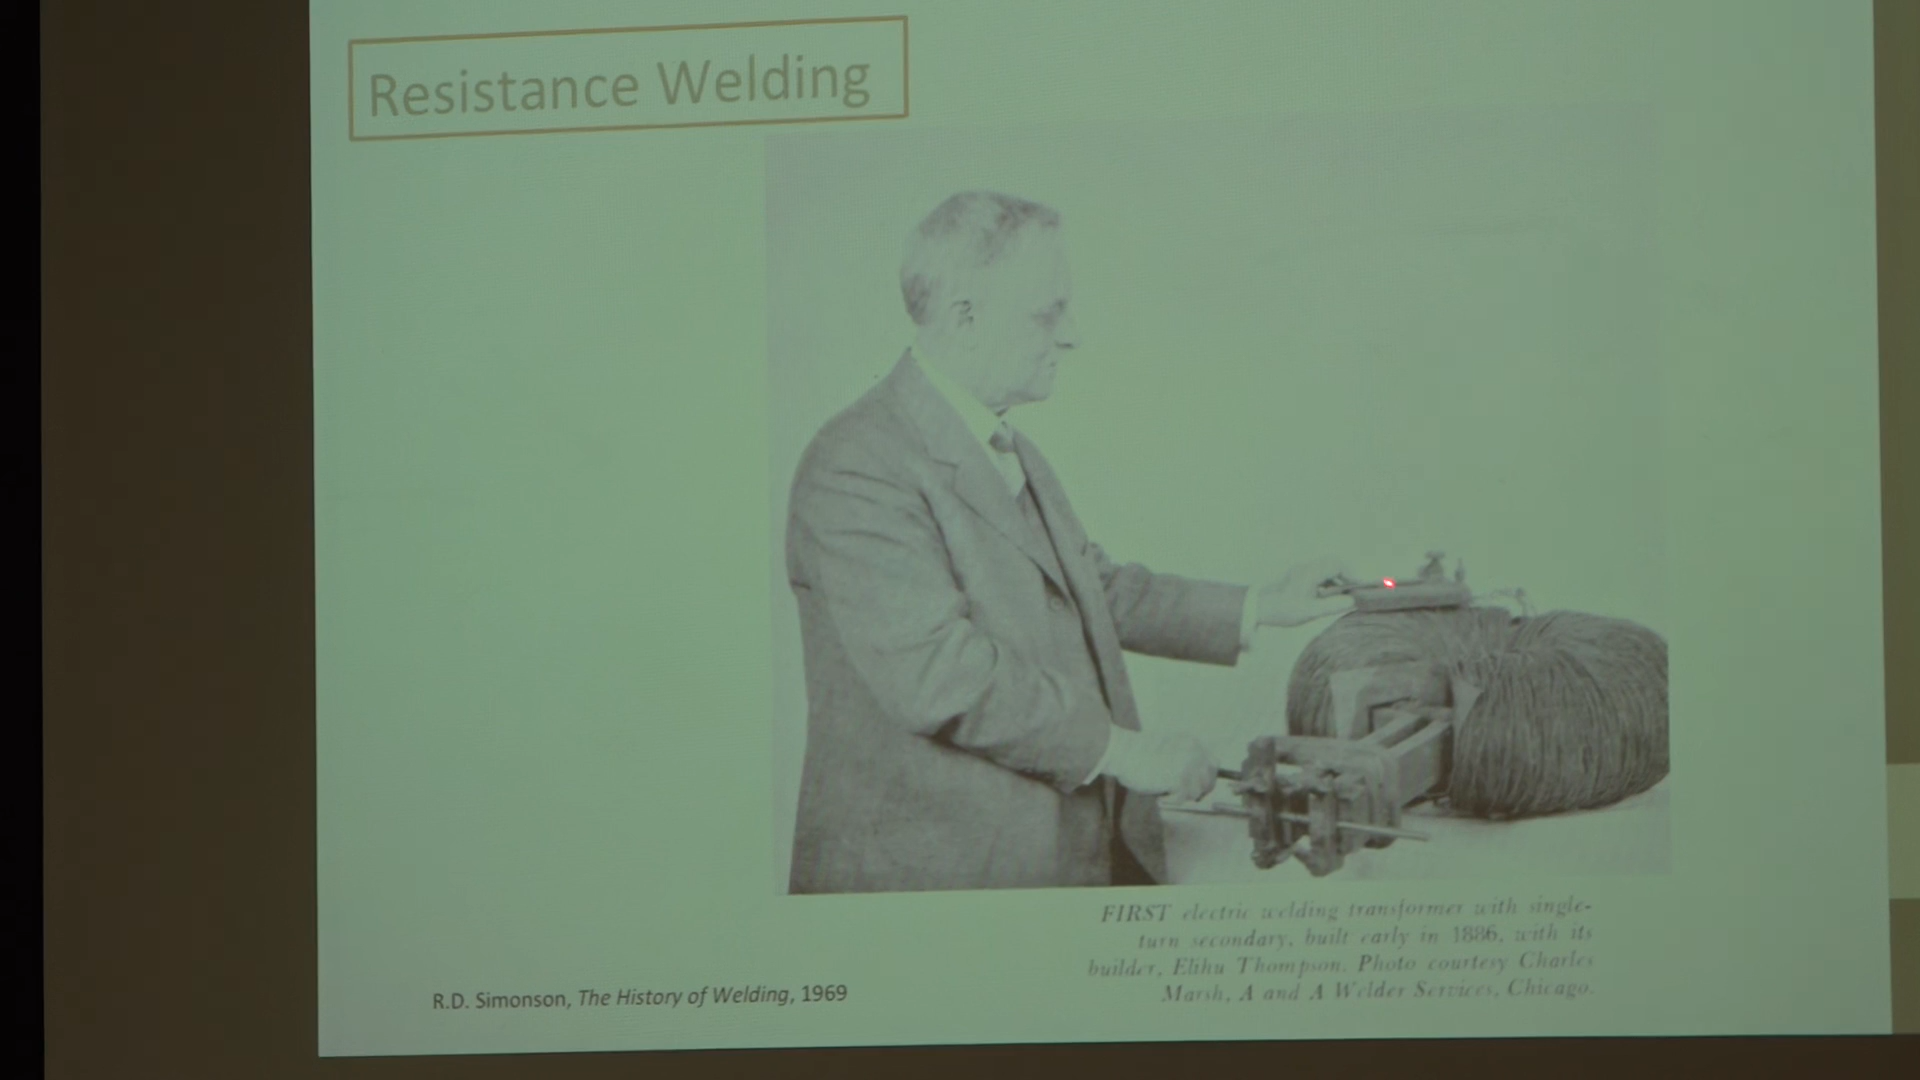 Resistance Welding
FIRST electric welding transformer with single-
turn secondary, built early in 1886, with its
builder, Elihu Thompson. Photo courtesy Charles
Marsh, A and A Welder Services, Chicago.
R.D. Simonson, The History of Welding, 1969